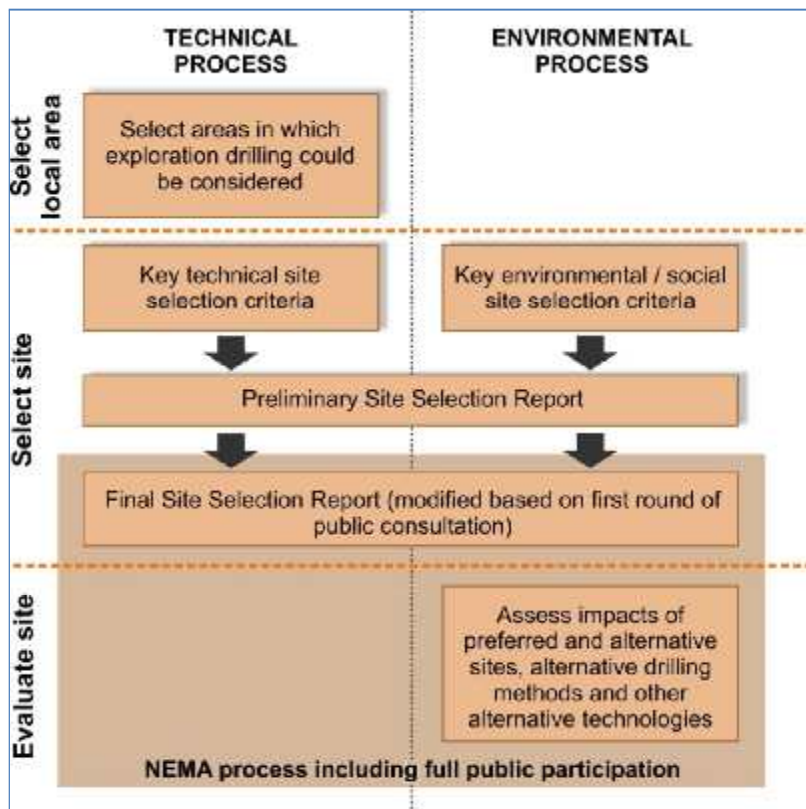 TECHNICAL
PROCESS
ENVIRONMENTAL
PROCESS
Select
local area
Select areas in which
exploration drilling could
be considered
Select site
Key technical site
selection criteria
Key environmental / social
site selection criteria
Preliminary Site Selection Report
Final Site Selection Report (modified based on first round of
public consultation)
Evaluate site
Assess impacts of
preferred and alternative
sites, alternative drilling
methods and other
alternative technologies
NEMA process including full public participation